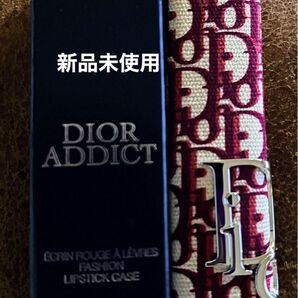 新品未使用
DIOR
ADDICT
ÉCRIN ROUGE À LÈVRES
FASHION
LIPSTICK CASE